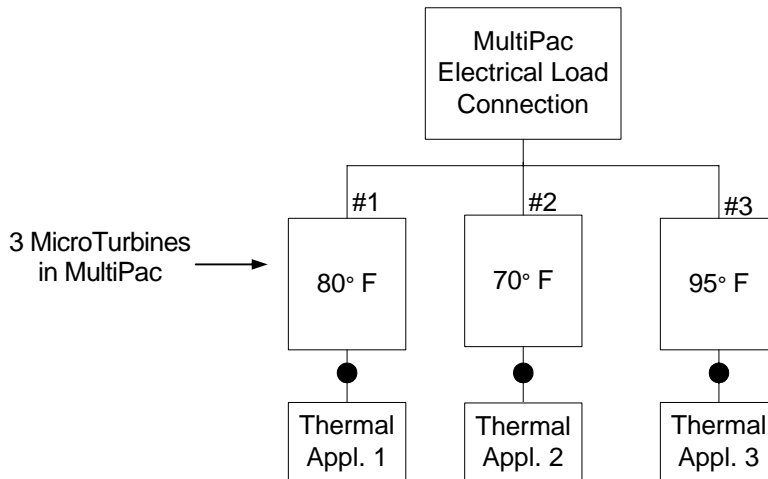 MultiPac
Electrical Load
Connection
#1
#2
#3
3 MicroTurbines
in MultiPac
80° F
70° F
95° F
Thermal
Appl. 1
Thermal
Appl. 2
Thermal
Appl. 3